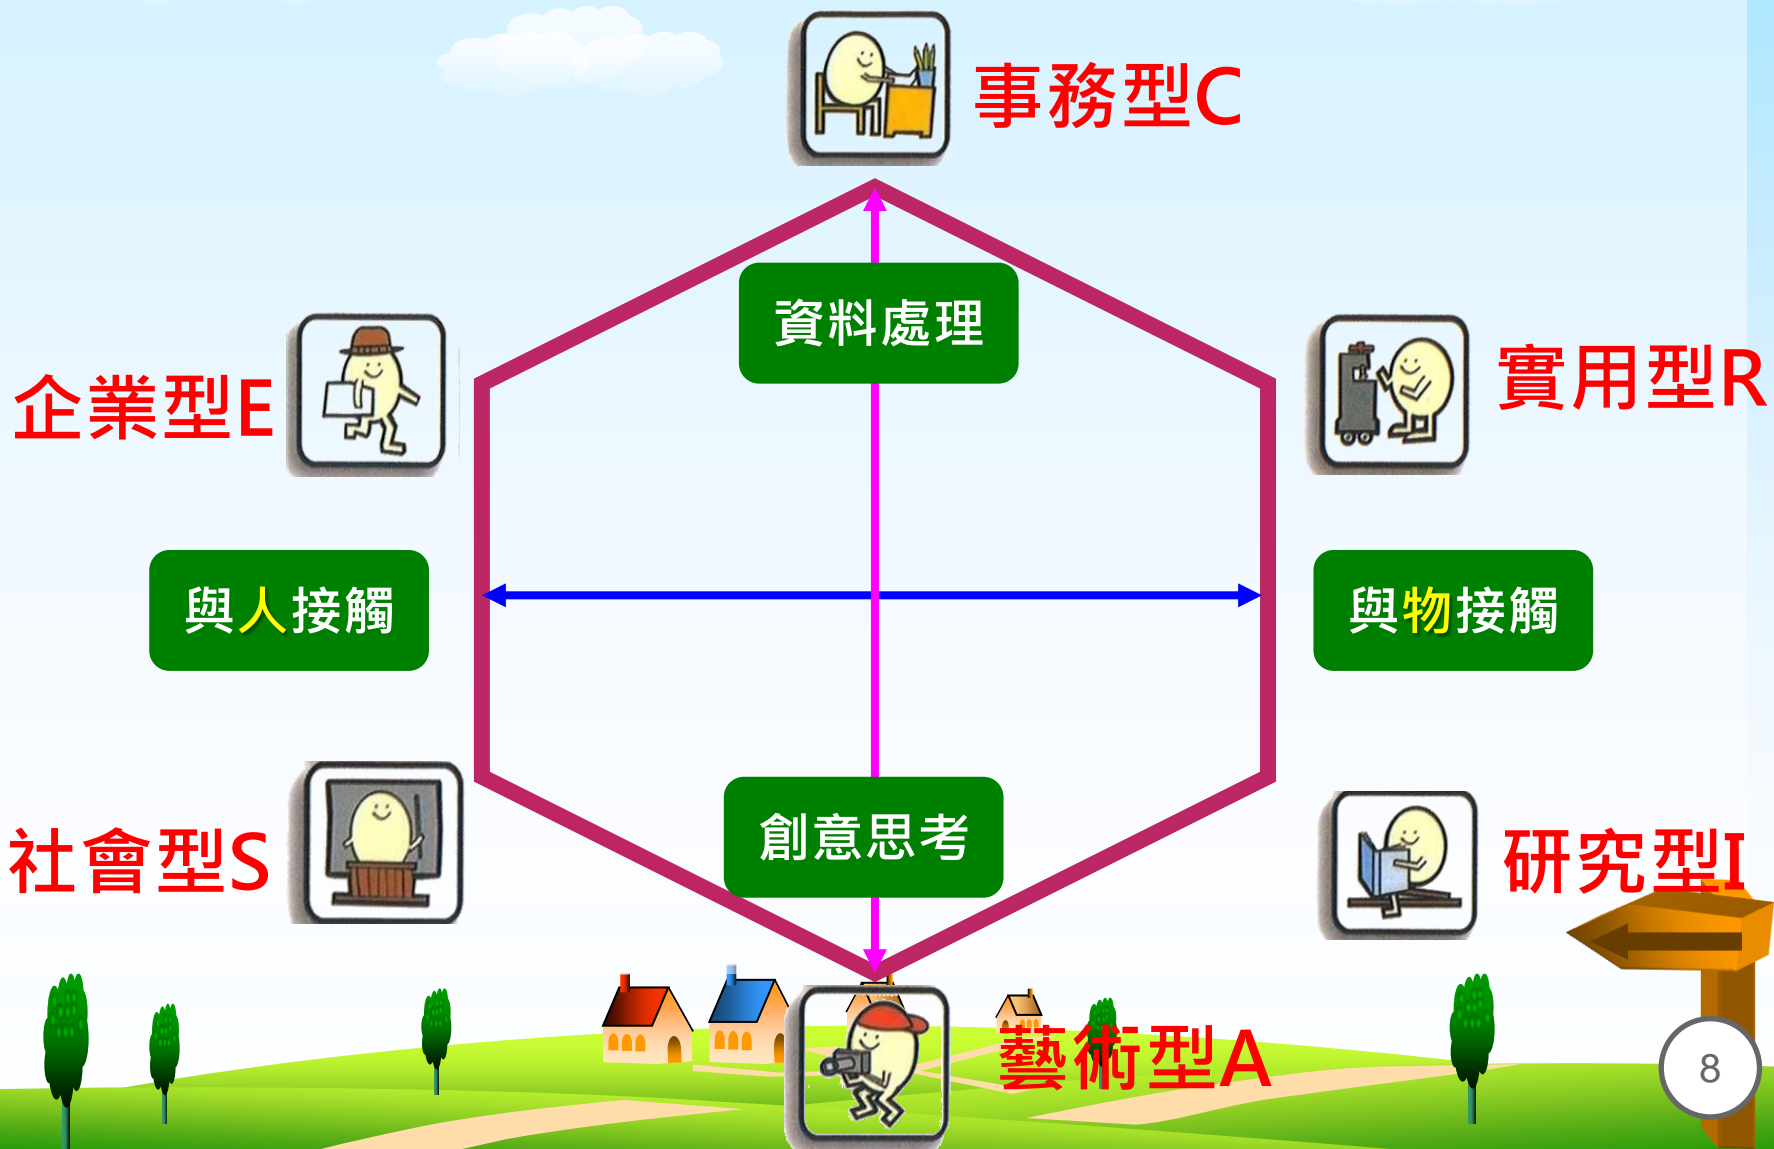 事務型C
資料處理
企業型E
實用型R
與人接觸
與物接觸
創意思考
社會型S
研究型I
藝術型A
8